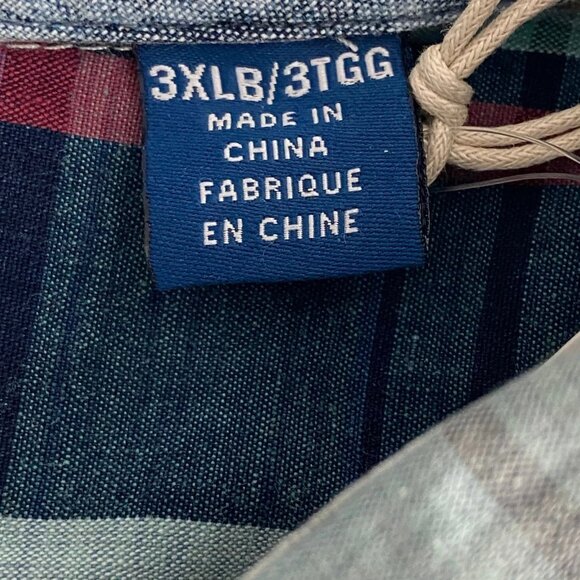 3XLB/3TGG
MADE IN
CHINA
FABRIQUE
EN CHINE